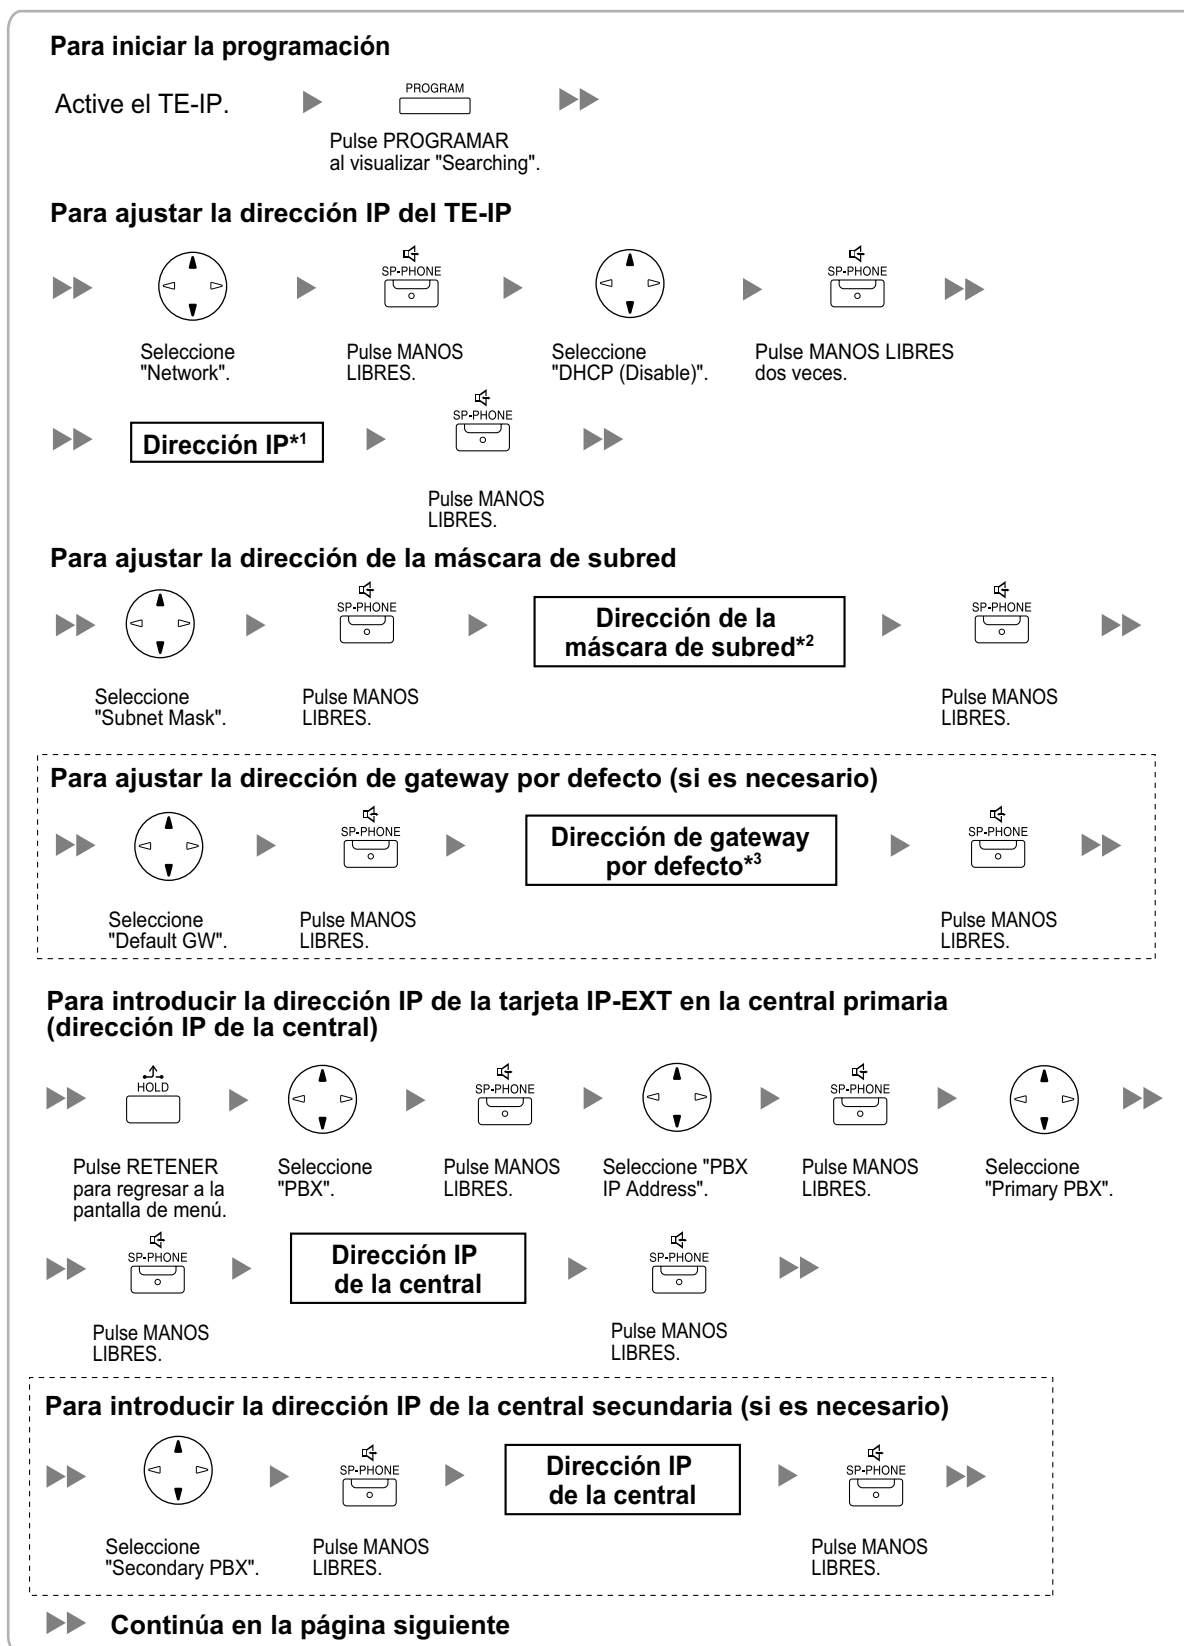 Para iniciar la programación
Active el TE-IP.
PROGRAM
Pulse PROGRAMAR
al visualizar "Searching".
Para ajustar la dirección IP del TE-IP
SP-PHONE
SP-PHONE
Seleccione
"Network".
Pulse MANOS
LIBRES.
Seleccione
"DHCP (Disable)".
Pulse MANOS LIBRES
dos veces.
Dirección IP*1
SP-PHONE
Pulse MANOS
LIBRES.
Para ajustar la dirección de la máscara de subred
SP-PHONE
Dirección de la
máscara de subred*2
SP-PHONE
Seleccione
"Subnet Mask".
Pulse MANOS
LIBRES.
Pulse MANOS
LIBRES.
Para ajustar la dirección de gateway por defecto (si es necesario)
SP-PHONE
Dirección de gateway
por defecto*3
SP-PHONE
Seleccione
"Default GW".
Pulse MANOS
LIBRES.
Pulse MANOS
LIBRES.
Para introducir la dirección IP de la tarjeta IP-EXT en la central primaria
(dirección IP de la central)
HOLD
SP-PHONE
SP-PHONE
Pulse RETENER
para regresar a la
pantalla de menú.
Seleccione
"PBX".
Pulse MANOS
LIBRES.
Seleccione "PBX
IP Address".
Pulse MANOS
LIBRES.
Seleccione
"Primary PBX".
SP-PHONE
Dirección IP
de la central
SP-PHONE
Pulse MANOS
LIBRES.
Pulse MANOS
LIBRES.
Para introducir la dirección IP de la central secundaria (si es necesario)
SP-PHONE
Dirección IP
de la central
SP-PHONE
Seleccione
"Secondary PBX".
Pulse MANOS
LIBRES.
Pulse MANOS
LIBRES.
Continúa en la página siguiente